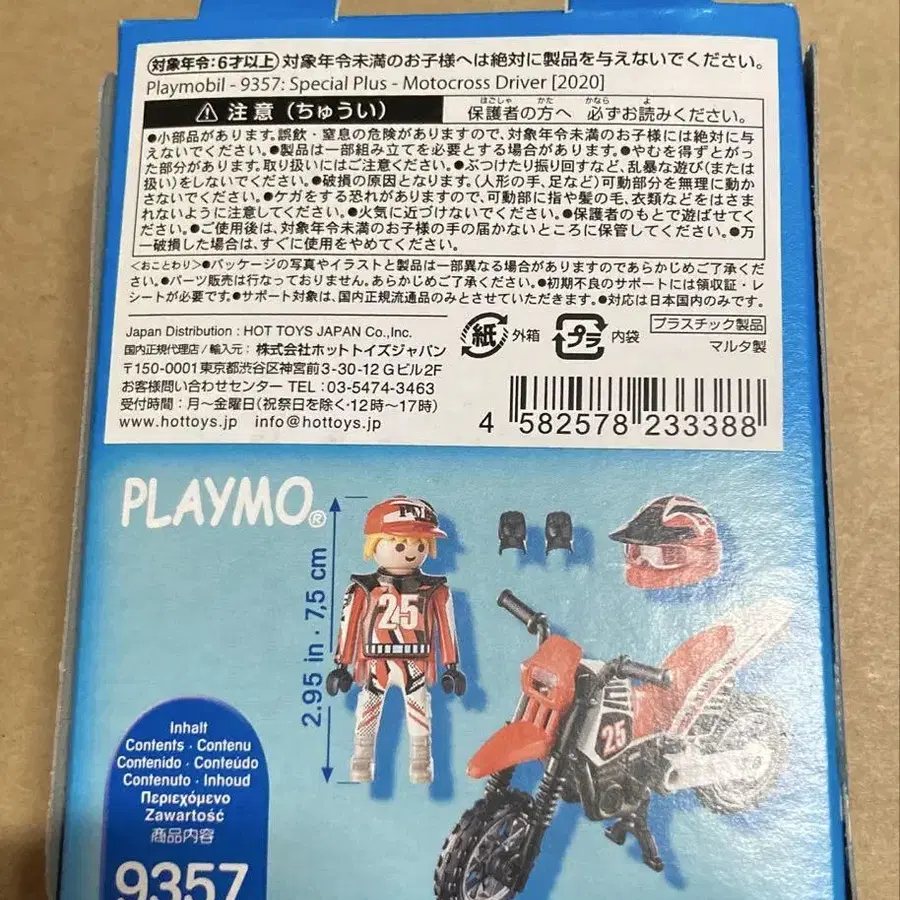 対象年令:6才以上 対象年令未満のお子様へは絶対に製品を与えないでください。
Playmobil - 9357: Special Plus - Motocross Driver [2020]
注意(ちゅうい) 保護者の方へ 必ずお読みください。
ほごしゃ かた かなら よ
●小部品があります。誤飲・窒息の危険がありますので、対象年令未満のお子様には絶対に与
えないでください。●製品は一部組み立てを必要とする場合があります。●やむを得ずとがっ
た部分があります。取り扱いにはご注意ください。●ぶつけたり振り回すなど、乱暴な遊び(または
扱い)をしないでください。●破損の原因となります。(人形の手、足など)可動部分を無理に動か
さないでください。●ケガをする恐れがありますので、可動部に指や髪の毛、衣類などをはさま
れないように注意してください。●火気に近づけないでください。●保護者のもとで遊ばせてく
ださい。●ご使用後は、対象年令未満のお子様の手の届かないところに保管してください。●万
一破損した場合は、すぐに使用をやめてください。
〈おことわり〉●パッケージの写真やイラストと製品は一部異なる場合がありますのであらかじめご了承くださ
い。●パーツ販売は行なっておりません。あらかじめご了承ください。●初期不良のサポートには領収証・レ
シートが必要です。●サポート対象は、国内正規流通品のみとさせていただきます。●対応は日本国内のみです。
Japan Distribution : HOT TOYS JAPAN Co.,Inc.
国内正規代理店/輸入元: 株式会社ホットトイズジャパン
〒150-0001 東京都渋谷区神宮前3-30-12 Gビル2F
お客様問い合わせセンター TEL : 03-5474-3463
受付時間:月〜金曜日(祝祭日を除く・12時〜17時)
www.hottoys.jp info@hottoys.jp
紙 外箱 プラ 内袋
プラスチック製品
マルタ製
4 582578 233388
PLAYMO®
2.95 in · 7,5 cm
25
25
Inhalt
Contents · Contenu
Contenido · Conteúdo
Contenuto · Inhoud
Περιεχόμενο
Zawartość
商品内容
9357